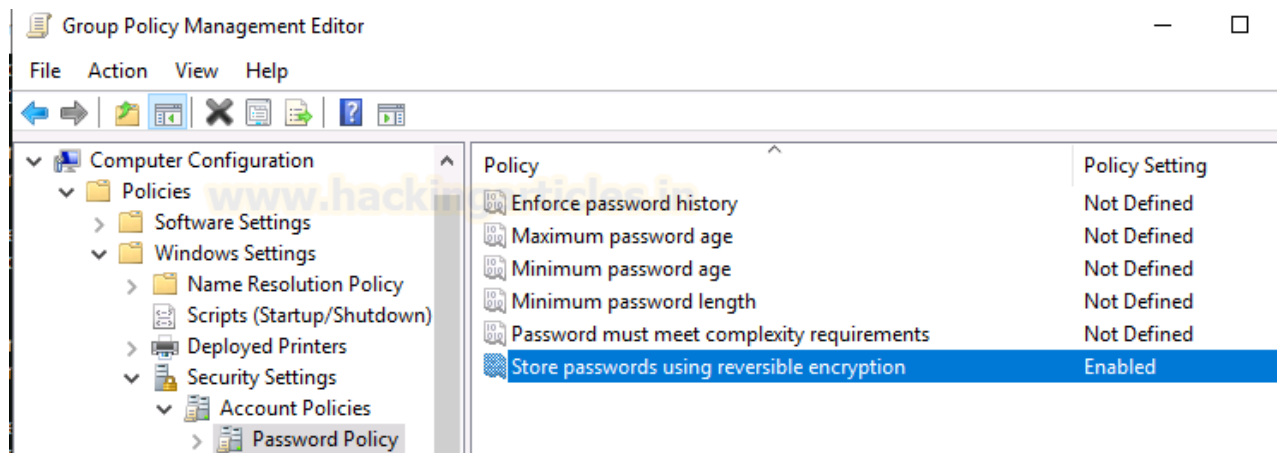 Group Policy Management Editor
File Action View Help
Computer Configuration
Policies
Software Settings
Windows Settings
Name Resolution Policy
Scripts (Startup/Shutdown)
Deployed Printers
Security Settings
Account Policies
Password Policy
www.hackingarticles.in
Policy Policy Setting
Enforce password history Not Defined
Maximum password age Not Defined
Minimum password age Not Defined
Minimum password length Not Defined
Password must meet complexity requirements Not Defined
Store passwords using reversible encryption Enabled